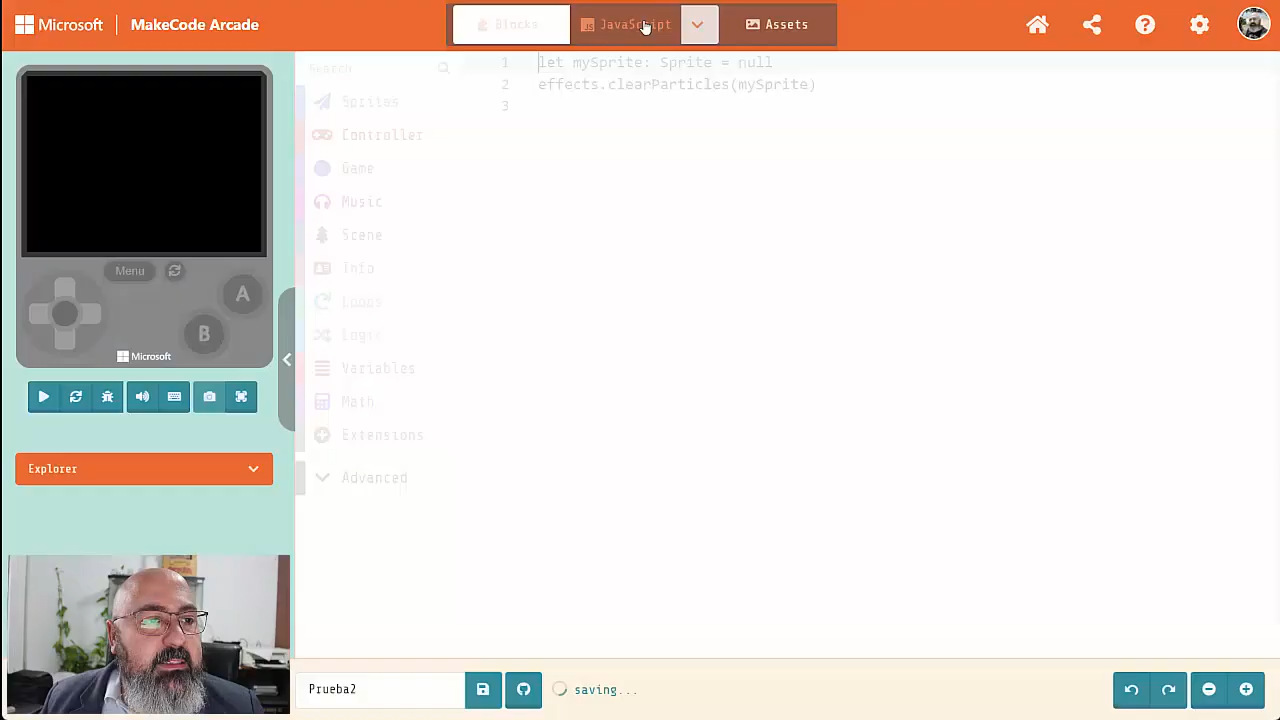 Microsoft | MakeCode Arcade
Blocks
JavaScript
Assets
Search
Sprites
Controller
Game
Music
Scene
Info
Loops
Logic
Variables
Math
Extensions
Advanced
1 let mySprite: Sprite = null
2 effects.clearParticles(mySprite)
3
Menu
A
B
Microsoft
Explorer
Prueba2
saving...